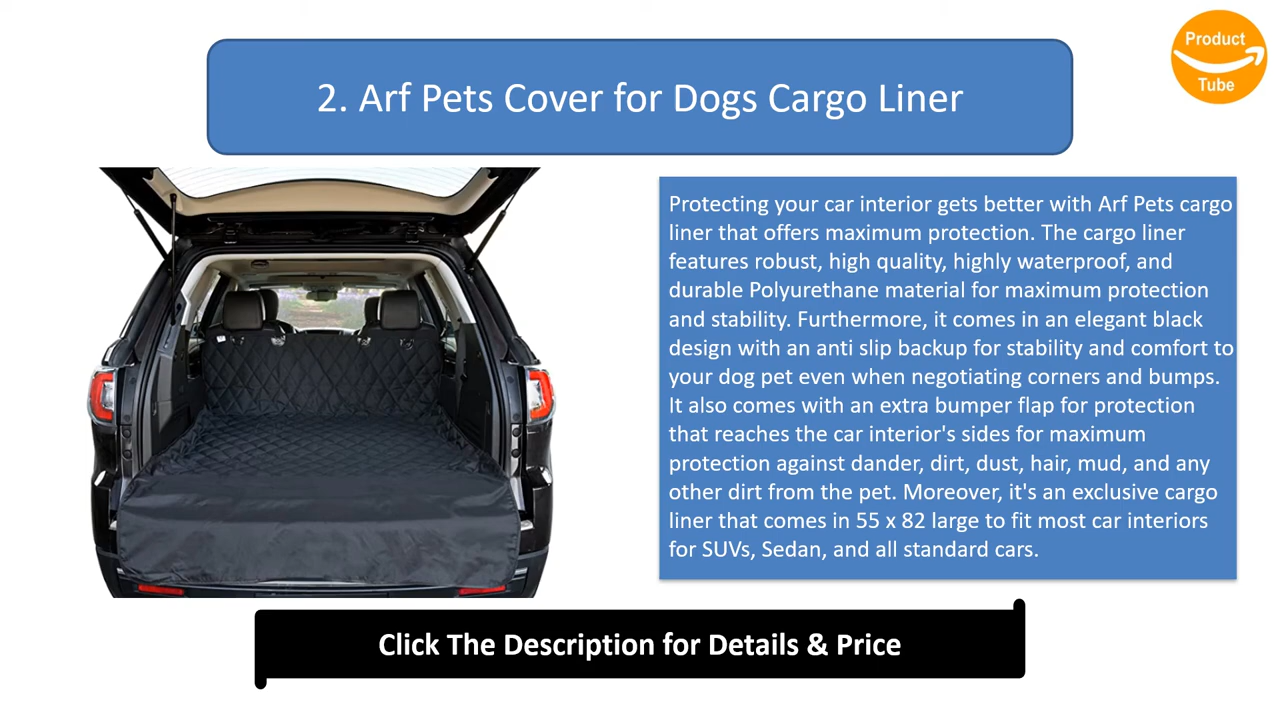 Product
Tube
2. Arf Pets Cover for Dogs Cargo Liner
Protecting your car interior gets better with Arf Pets cargo
liner that offers maximum protection. The cargo liner
features robust, high quality, highly waterproof, and
durable Polyurethane material for maximum protection
and stability. Furthermore, it comes in an elegant black
design with an anti slip backup for stability and comfort to
your dog pet even when negotiating corners and bumps.
It also comes with an extra bumper flap for protection
that reaches the car interior's sides for maximum
protection against dander, dirt, dust, hair, mud, and any
other dirt from the pet. Moreover, it's an exclusive cargo
liner that comes in 55 x 82 large to fit most car interiors
for SUVs, Sedan, and all standard cars.
Click The Description for Details & Price